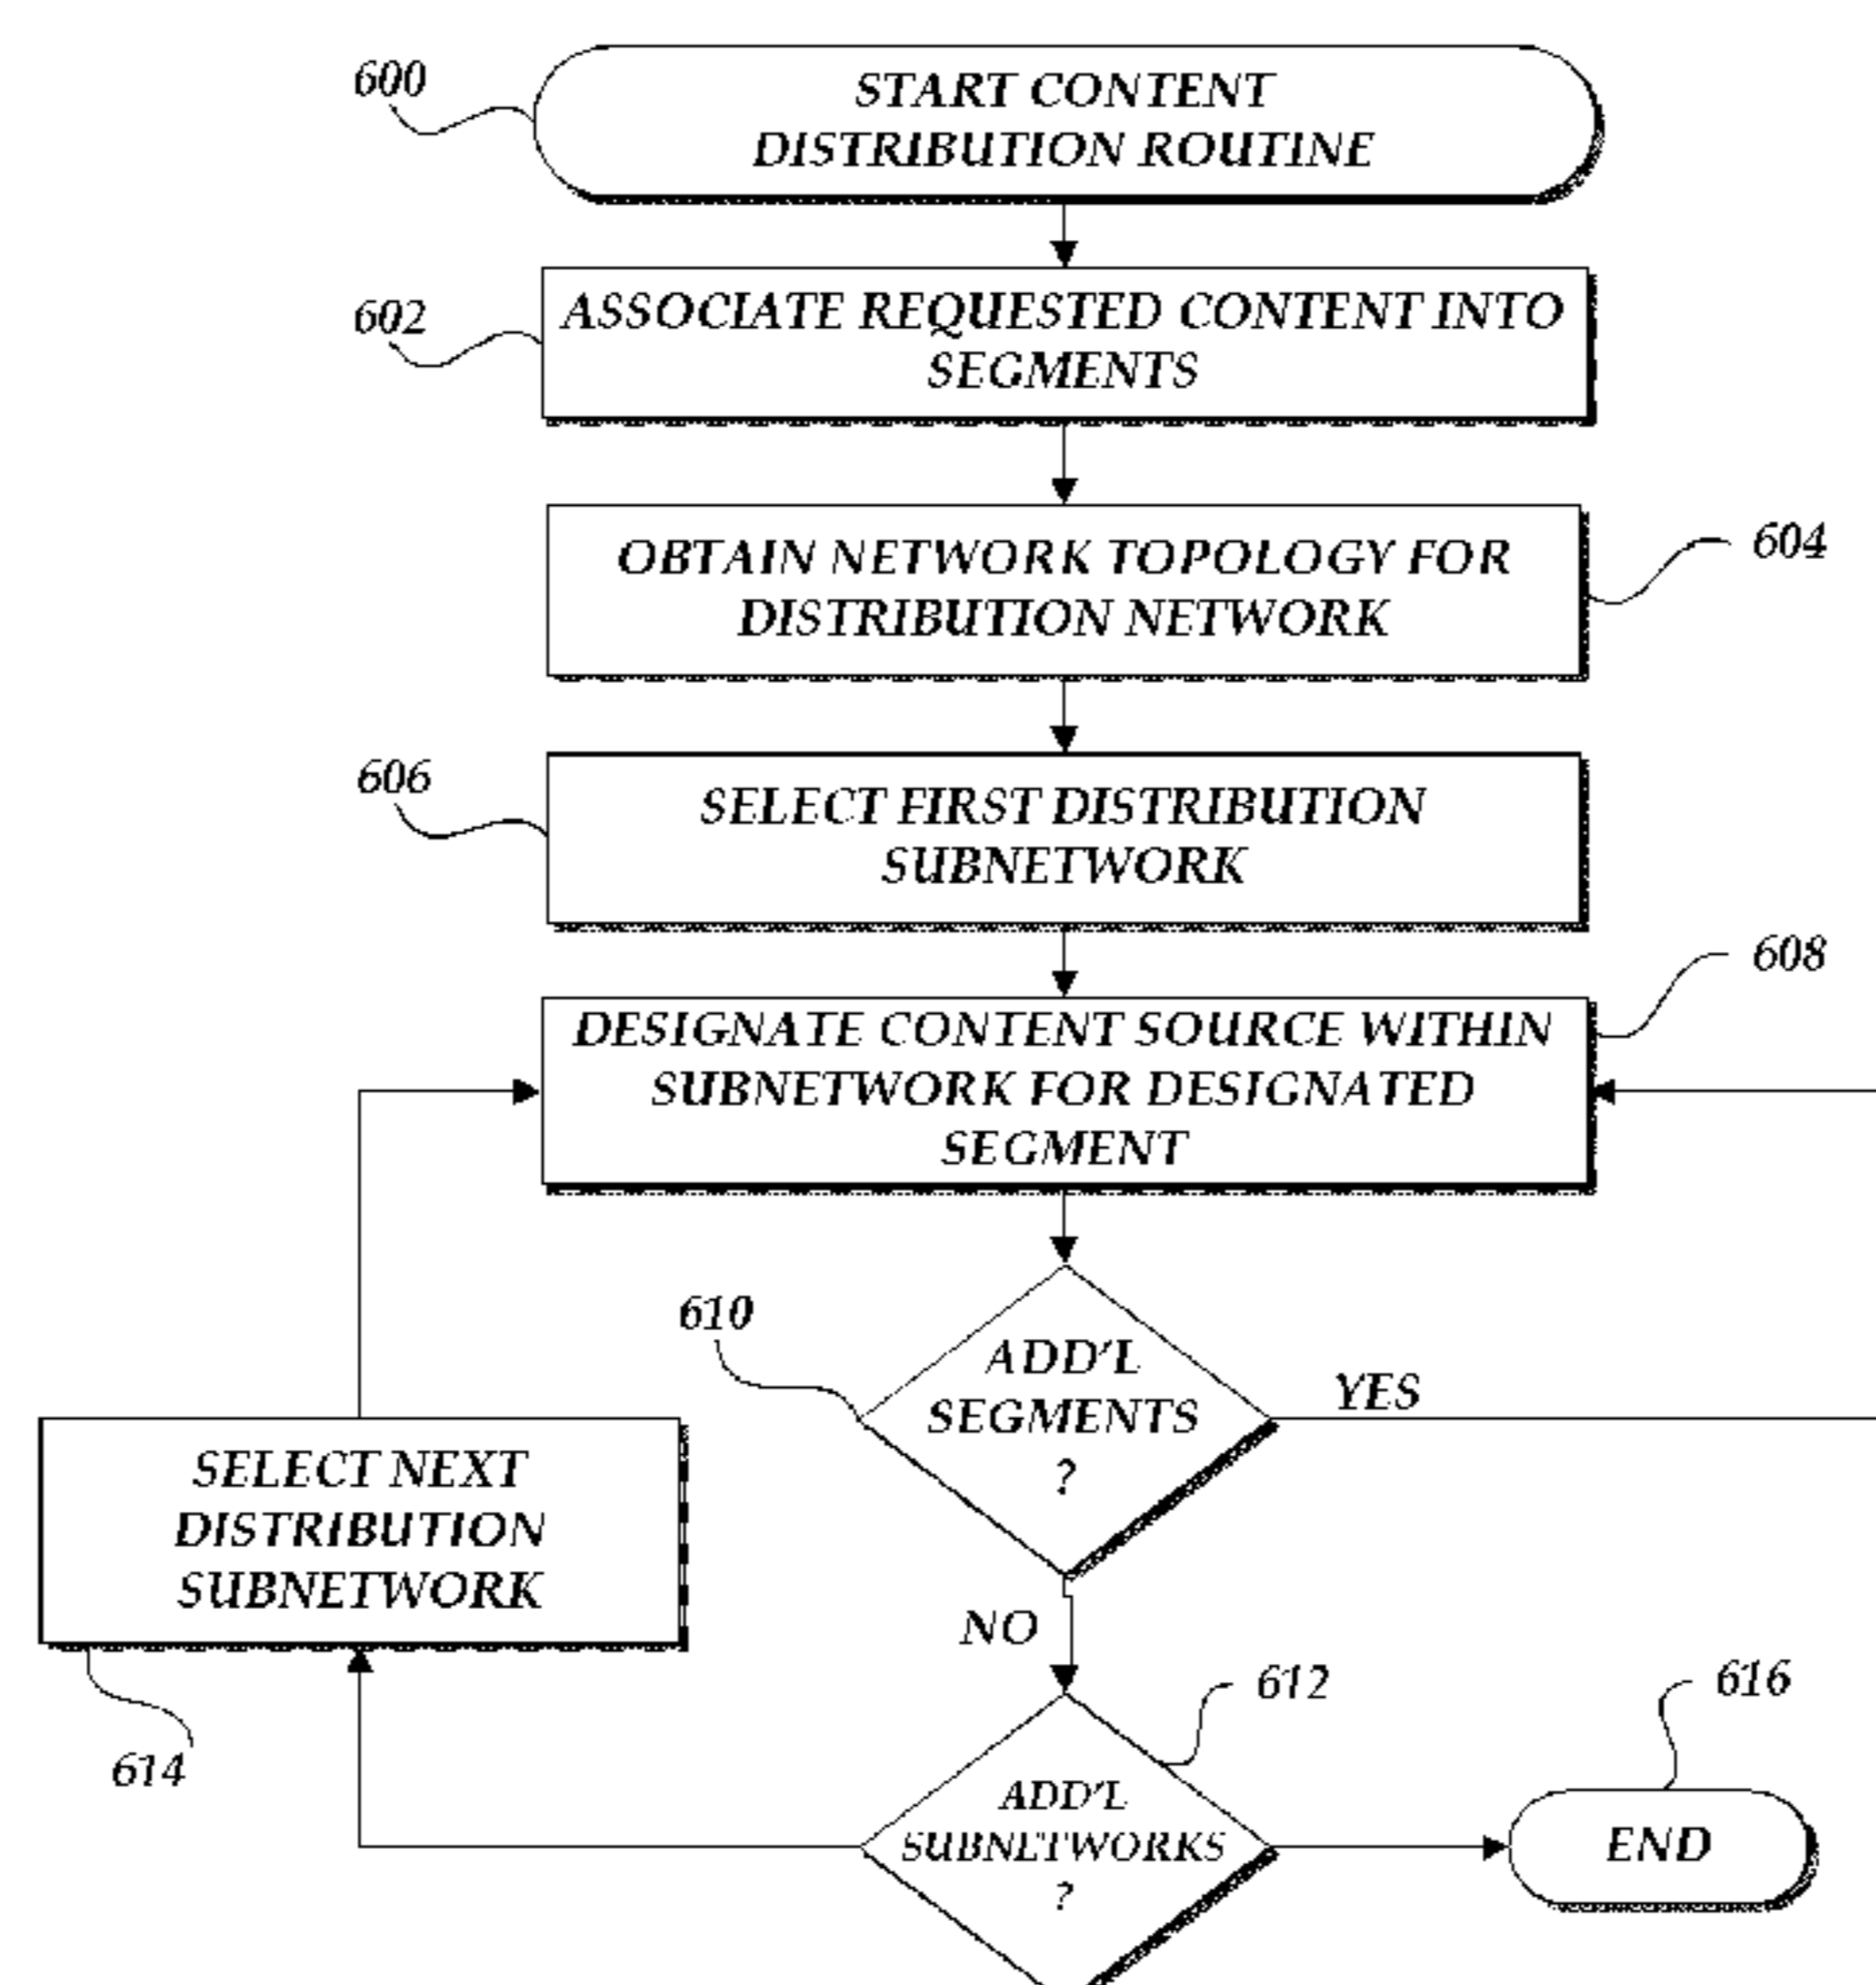 600
START CONTENT
DISTRIBUTION ROUTINE
602
ASSOCIATE REQUESTED CONTENT INTO
SEGMENTS
OBTAIN NETWORK TOPOLOGY FOR
DISTRIBUTION NETWORK
604
606
SELECT FIRST DISTRIBUTION
SUBNETWORK
608
DESIGNATE CONTENT SOURCE WITHIN
SUBNETWORK FOR DESIGNATED
SEGMENT
610
ADD'L
SEGMENTS
?
YES
SELECT NEXT
DISTRIBUTION
SUBNETWORK
614
NO
612
ADD'L
SUBNETWORKS
?
616
END